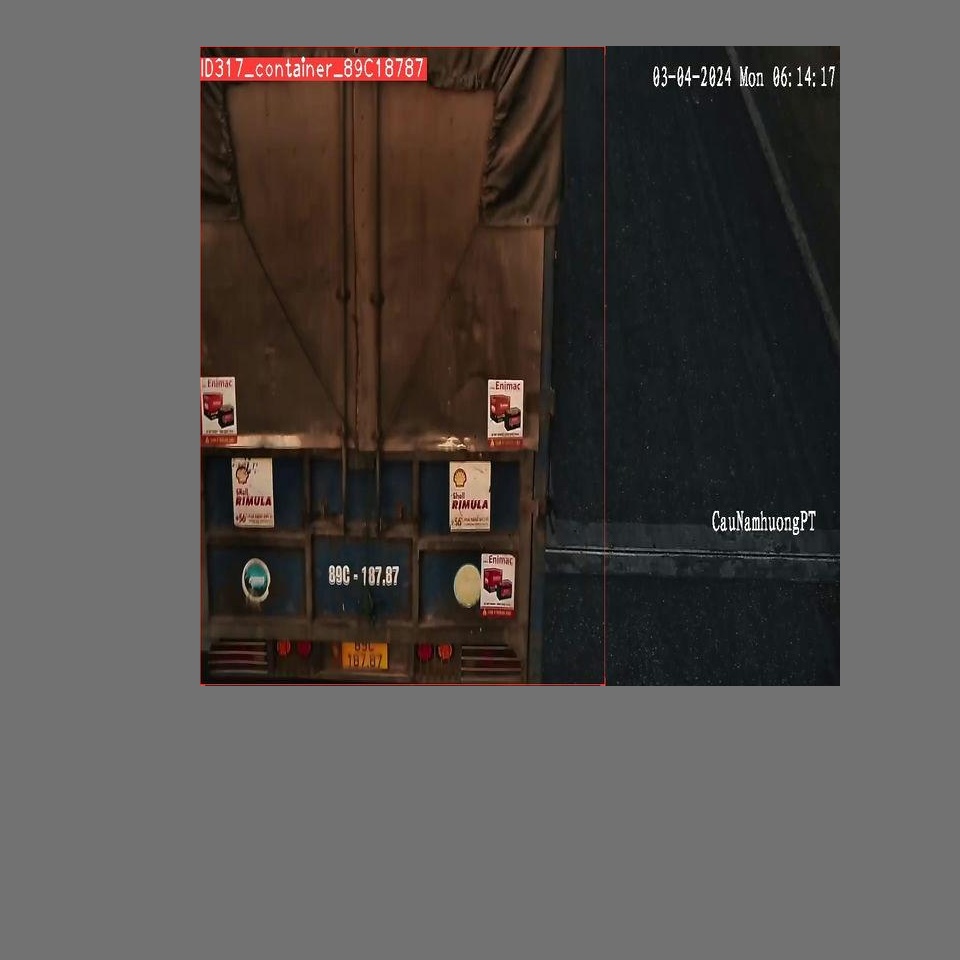 ID317_container_89C18787
03-04-2024 Mon 06:14:17
Enimac
Enimac
Shell
RIMULA
Shell
RIMULA
CauNamhuongPT
Enimac
89C - 187.87
89C
187.87